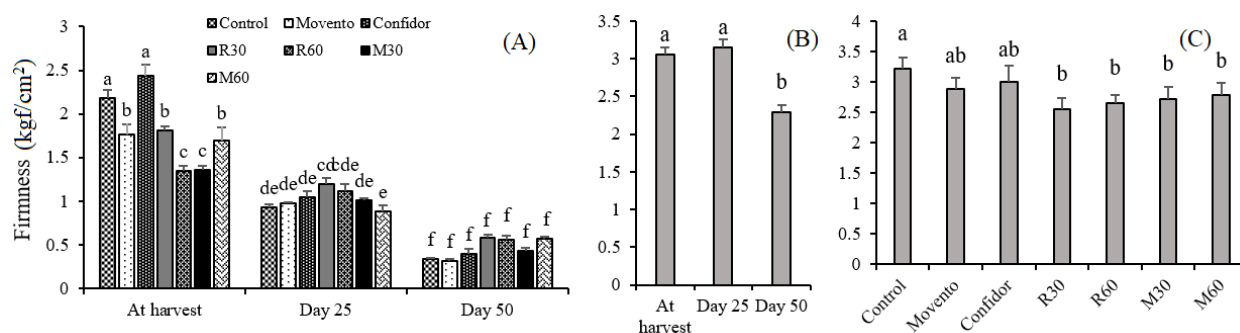 Firmness (kgf/cm²)
3
2.5
2
1.5
1
0.5
0
Control Movento Confidor
R30 R60 M30
M60
(A)
a b a b c c b
de de de cd cde de e
f f f f f f f
At harvest Day 25 Day 50
3.5
3
2.5
2
1.5
1
0.5
0
(B)
a a b
At harvest Day 25 Day 50
4
3.5
3
2.5
2
1.5
1
0.5
0
(C)
a ab ab b b b b
Control Movento Confidor R30 R60 M30 M60